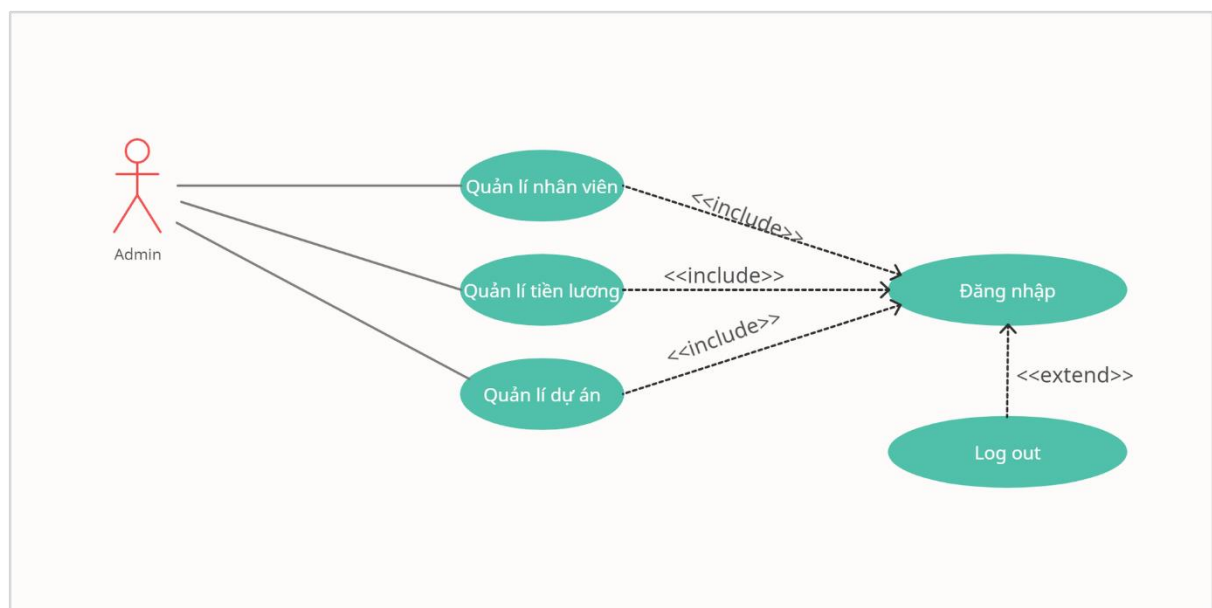 Quản lí nhân viên
<<include>>
Admin
Quản lí tiền lương
<<include>>
Đăng nhập
<<include>>
Quản lí dự án
<<extend>>
Log out